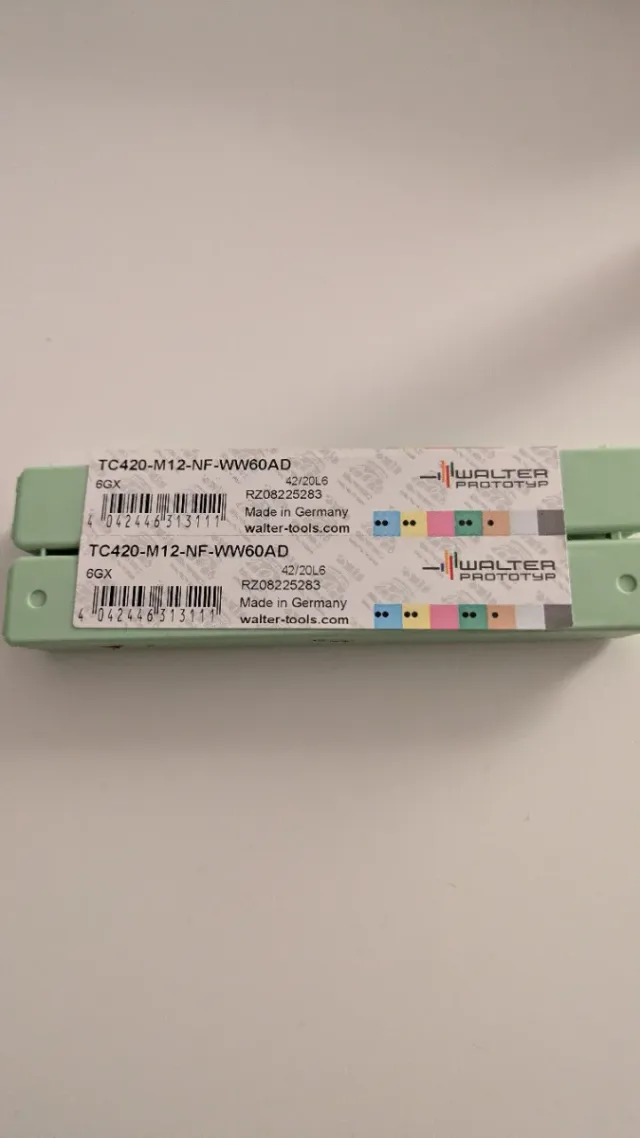 TC420-M12-NF-WW60AD
6GX
42/20L6
RZ08225283
4 042446 313111
Made in Germany
walter-tools.com
WALTER
PROTOTYP
TC420-M12-NF-WW60AD
6GX
42/20L6
RZ08225283
4 042446 313111
Made in Germany
walter-tools.com
WALTER
PROTOTYP